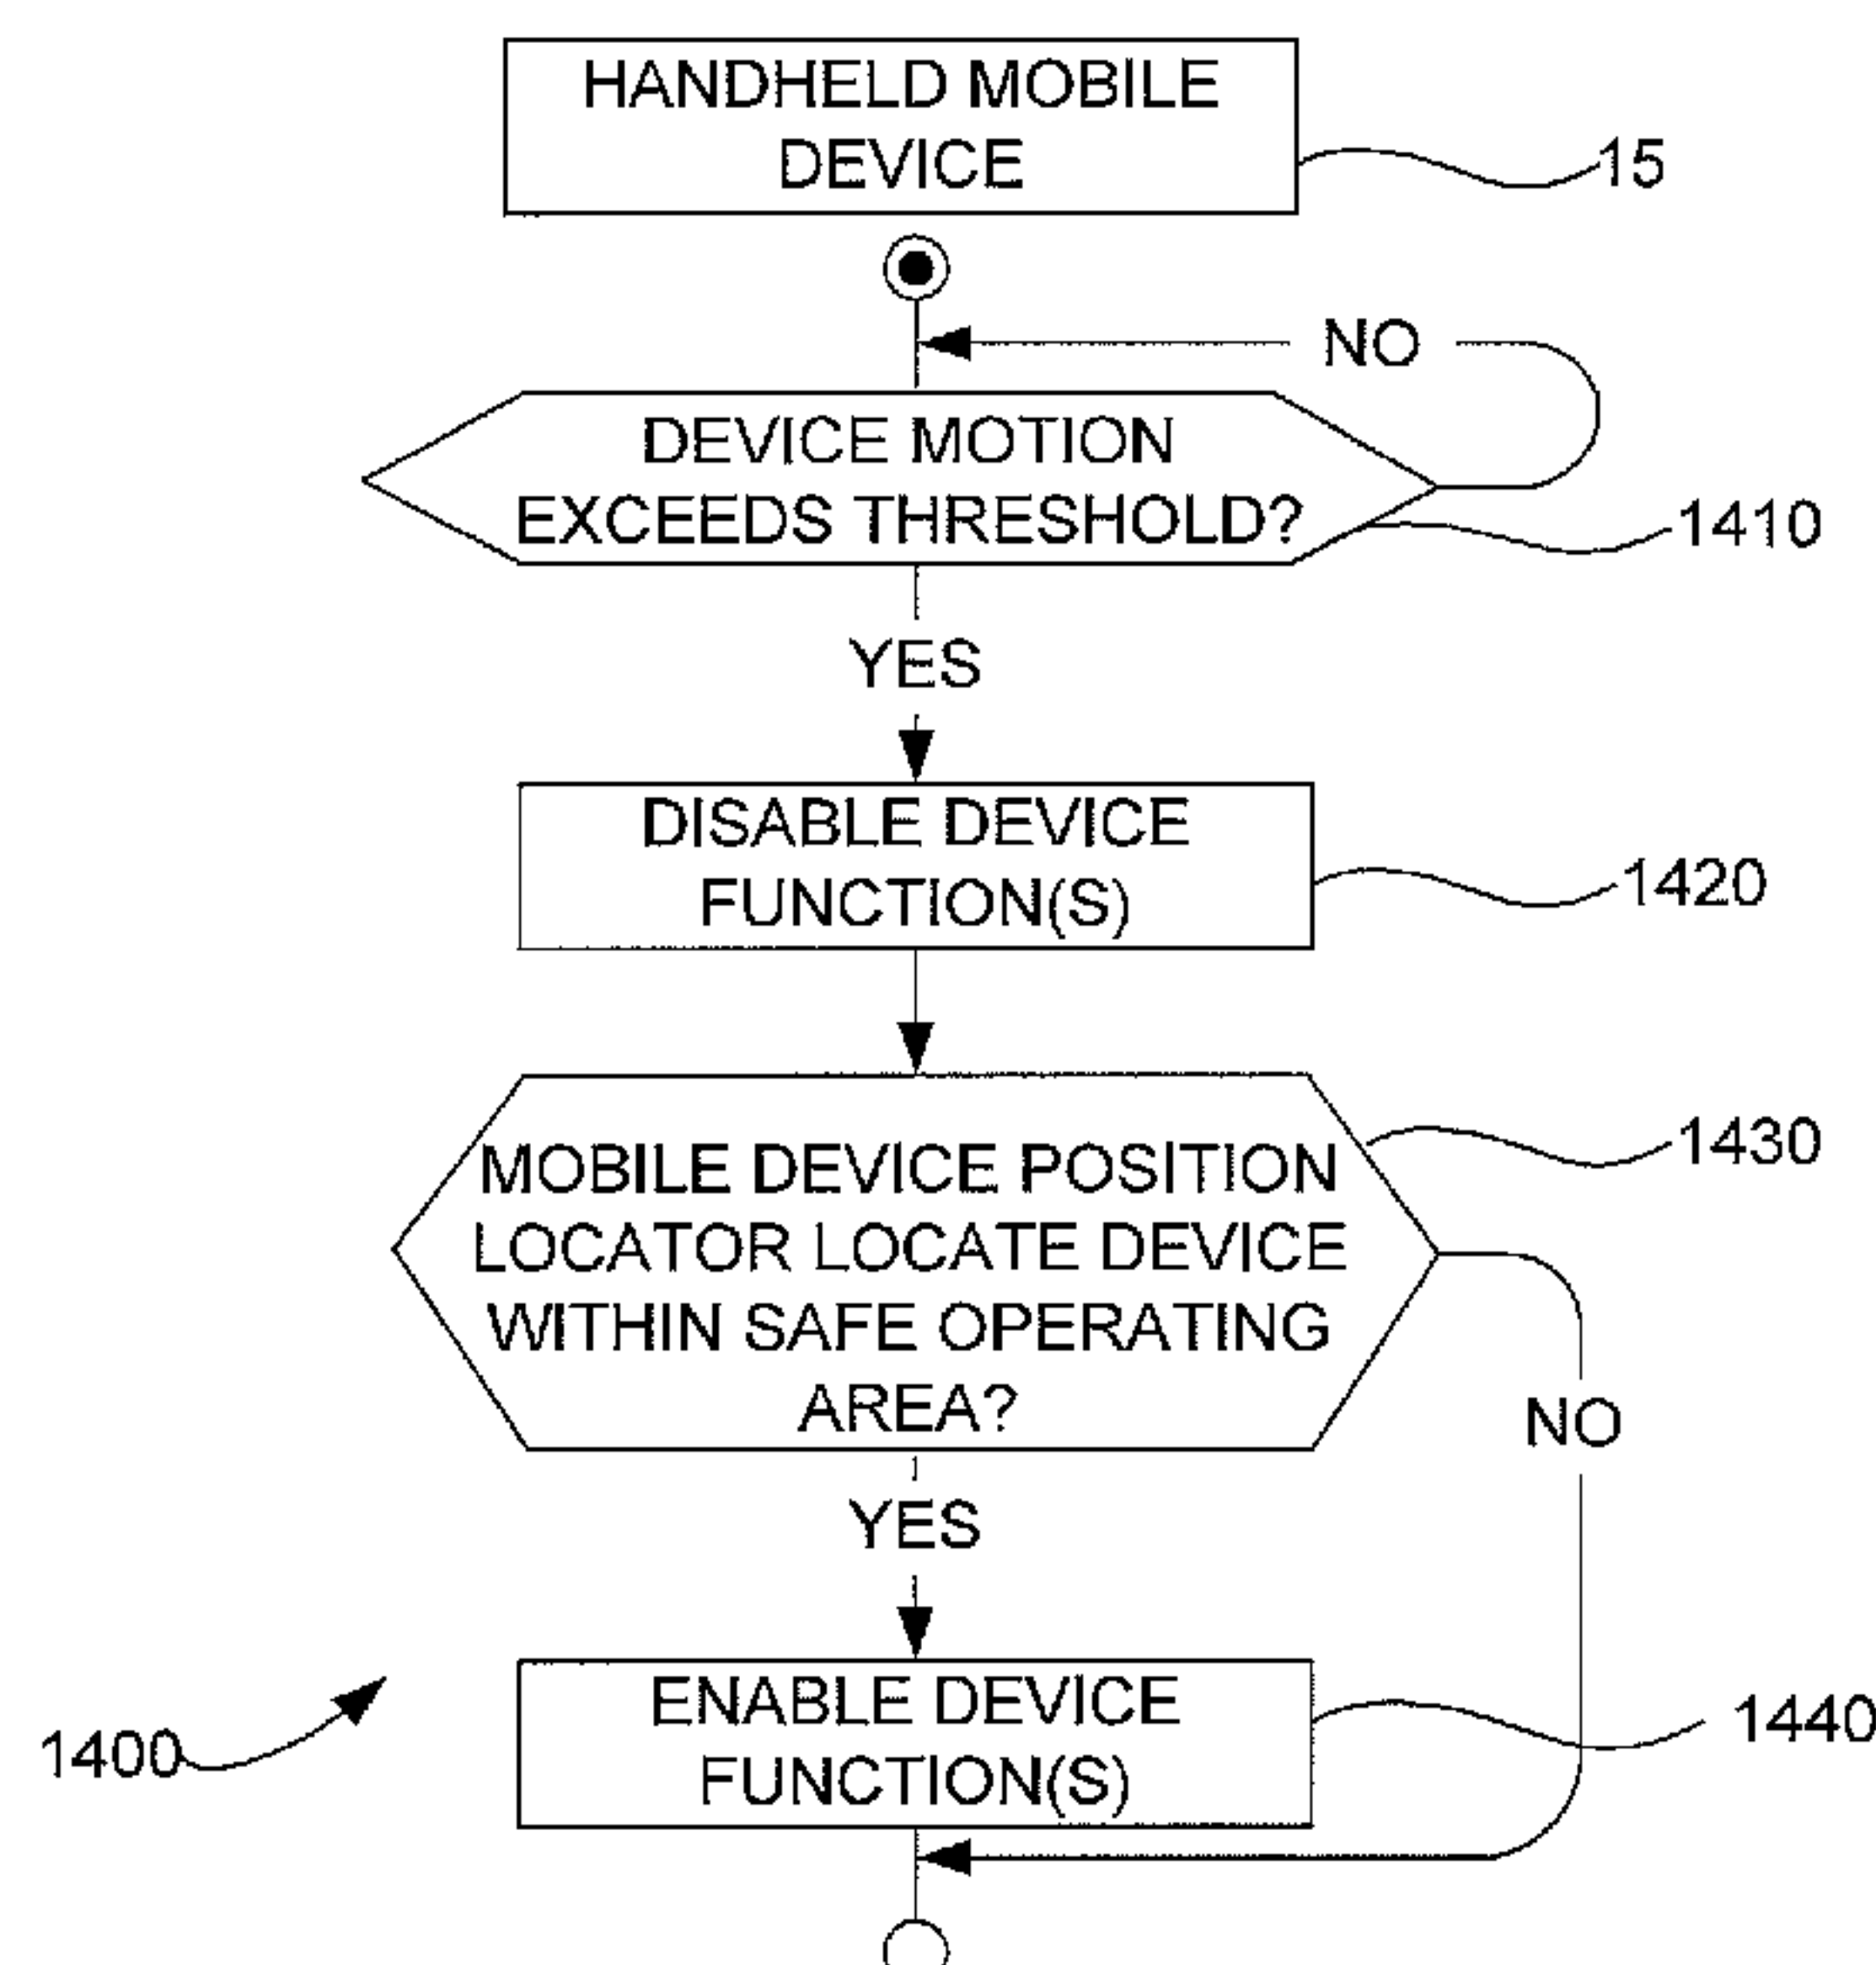 HANDHELD MOBILE
DEVICE
15
NO
DEVICE MOTION
EXCEEDS THRESHOLD?
1410
YES
DISABLE DEVICE
FUNCTION(S)
1420
1430
MOBILE DEVICE POSITION
LOCATOR LOCATE DEVICE
WITHIN SAFE OPERATING
AREA?
NO
YES
ENABLE DEVICE
FUNCTION(S)
1440
1400